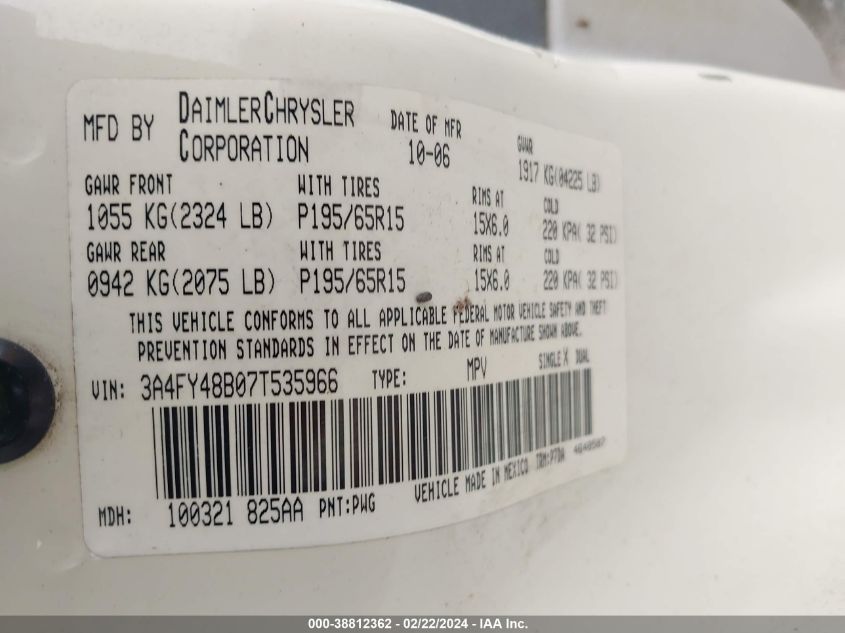 MFD BY DAIMLERCHRYSLER CORPORATION
DATE OF MFR 10-06
GVWR 1917 KG(04225 LB)
GAWR FRONT WITH TIRES RIMS AT COLD
1055 KG(2324 LB) P195/65R15 15X6.0 220 KPA( 32 PSI)
GAWR REAR WITH TIRES RIMS AT COLD
0942 KG(2075 LB) P195/65R15 15X6.0 220 KPA( 32 PSI)
THIS VEHICLE CONFORMS TO ALL APPLICABLE FEDERAL MOTOR VEHICLE SAFETY AND THEFT
PREVENTION STANDARDS IN EFFECT ON THE DATE OF MANUFACTURE SHOWN ABOVE.
VIN: 3A4FY48B07T535966 TYPE: MPV SINGLE X DUAL
MDH: 100321 825AA PNT:PWG VEHICLE MADE IN MEXICO TRM:P7DA
000-38812362 - 02/22/2024 - IAA Inc.